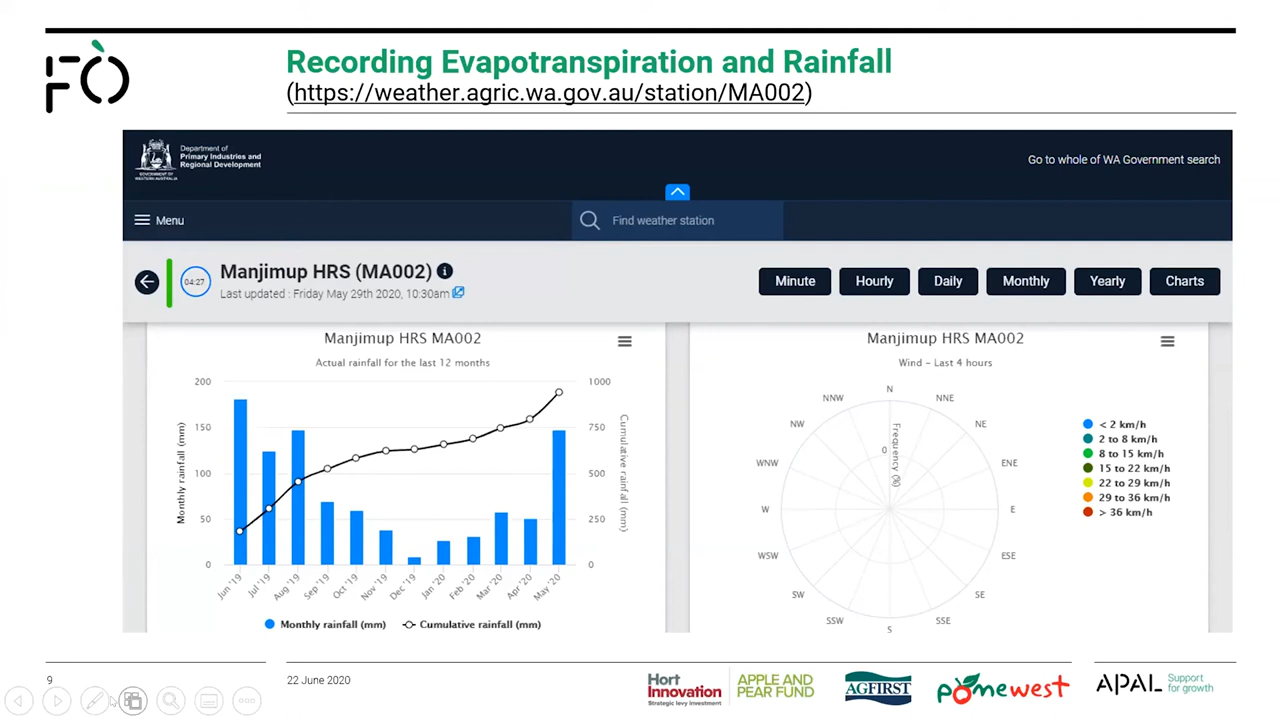 FO
Recording Evapotranspiration and Rainfall
(https://weather.agric.wa.gov.au/station/MA002)
Department of
Primary Industries and
Regional Development
GOVERNMENT OF
WESTERN AUSTRALIA
Go to whole of WA Government search
Menu
Find weather station
04:27
Manjimup HRS (MA002)
Last updated : Friday May 29th 2020, 10:30am
Minute
Hourly
Daily
Monthly
Yearly
Charts
Manjimup HRS MA002
Actual rainfall for the last 12 months
200
150
100
50
0
Monthly rainfall (mm)
1000
750
500
250
0
Cumulative rainfall (mm)
Jun '19
Jul '19
Aug '19
Sep '19
Oct '19
Nov '19
Dec '19
Jan '20
Feb '20
Mar '20
Apr '20
May '20
Monthly rainfall (mm)
Cumulative rainfall (mm)
Manjimup HRS MA002
Wind – Last 4 hours
N
NNE
NE
ENE
E
ESE
SE
SSE
S
SSW
SW
WSW
W
WNW
NW
NNW
0
Frequency (%)
< 2 km/h
2 to 8 km/h
8 to 15 km/h
15 to 22 km/h
22 to 29 km/h
29 to 36 km/h
> 36 km/h
9
22 June 2020
Hort
Innovation
Strategic levy investment
APPLE AND
PEAR FUND
AGFIRST
pomewest
APAL
Support
for growth